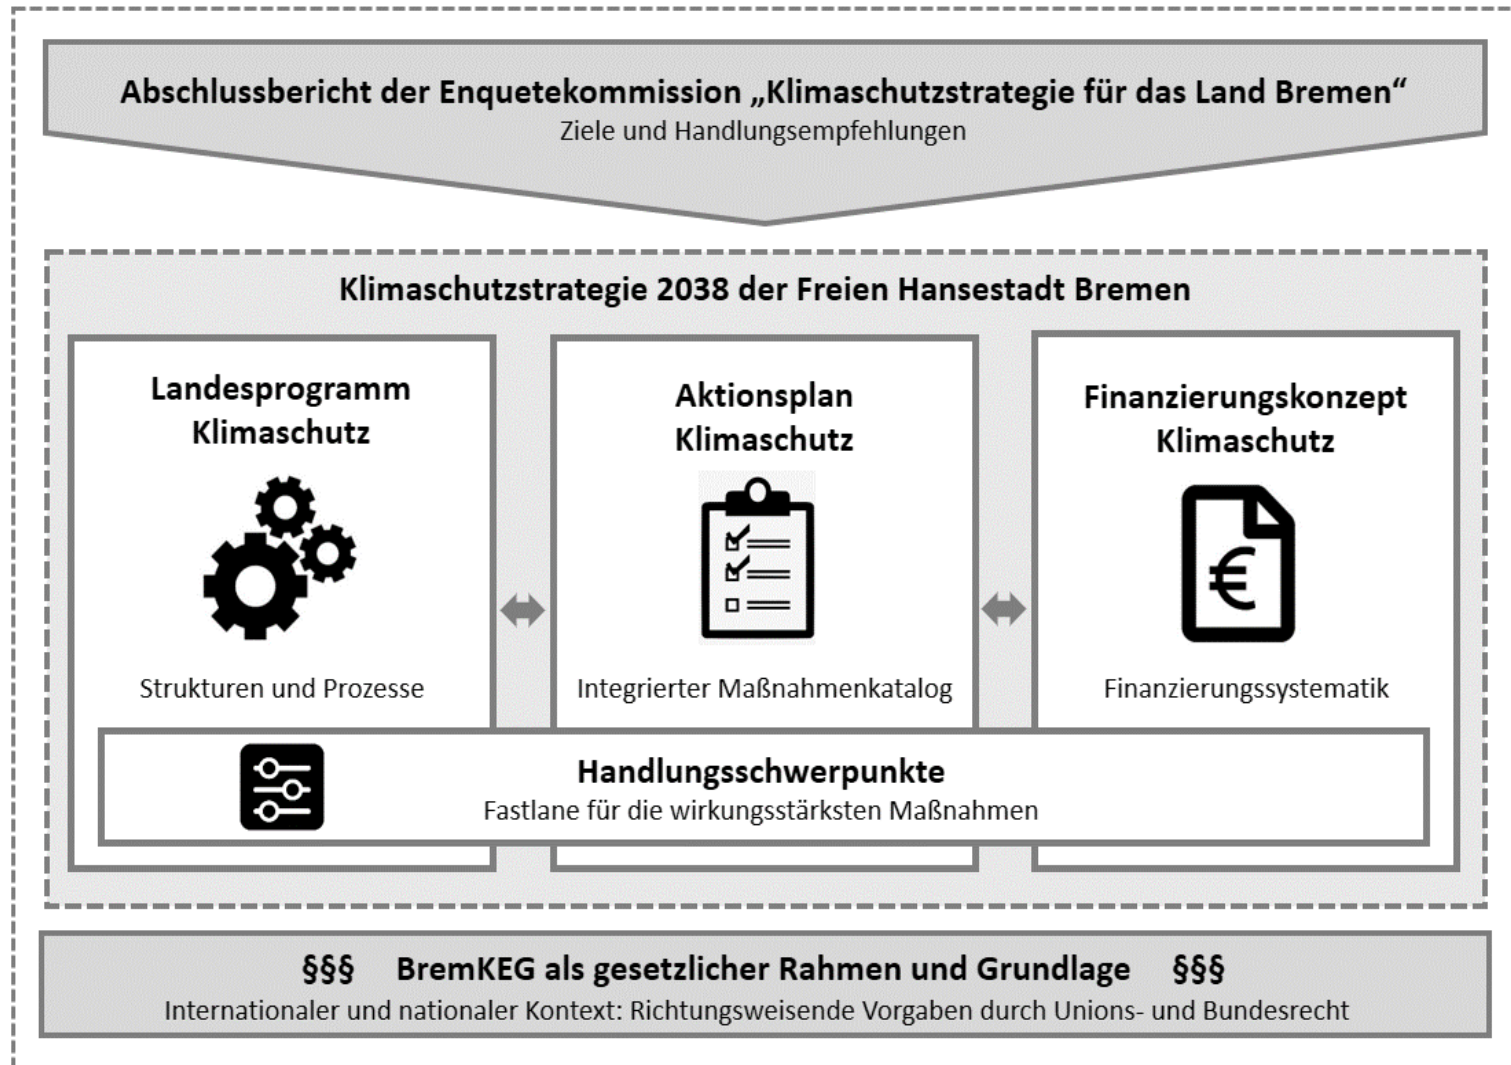 Abschlussbericht der Enquetekommission „Klimaschutzstrategie für das Land Bremen“
Ziele und Handlungsempfehlungen
Klimaschutzstrategie 2038 der Freien Hansestadt Bremen
Landesprogramm
Klimaschutz
Strukturen und Prozesse
Aktionsplan
Klimaschutz
Integrierter Maßnahmenkatalog
Finanzierungskonzept
Klimaschutz
€
Finanzierungssystematik
Handlungsschwerpunkte
Fastlane für die wirkungsstärksten Maßnahmen
§§§ BremKEG als gesetzlicher Rahmen und Grundlage §§§
Internationaler und nationaler Kontext: Richtungsweisende Vorgaben durch Unions- und Bundesrecht